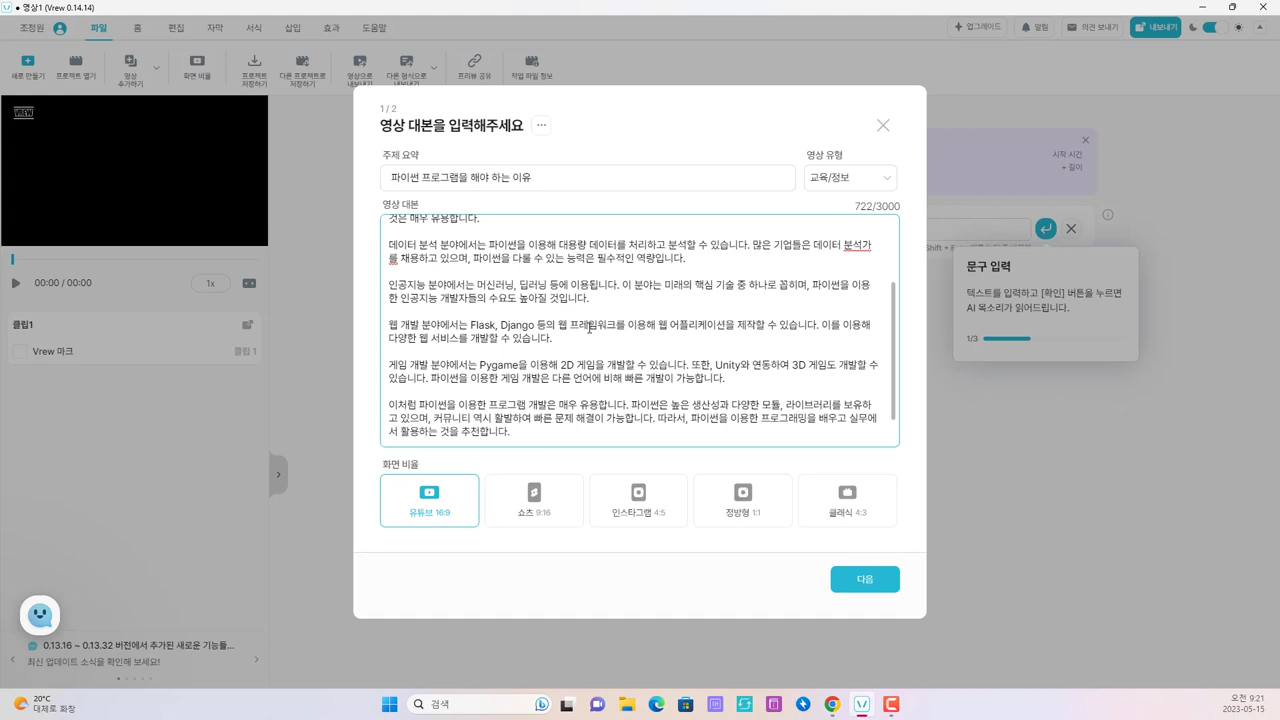 영상1 (Vrew 0.14.14)
조정원 파일 홈 편집 자막 서식 삽입 효과 도움말 업그레이드 알림 의견 보내기 내보내기
새로 만들기 프로젝트 열기 영상 추가하기 화면 비율 프로젝트 저장하기 다른 프로젝트로 저장하기 영상으로 내보내기 다른 형식으로 내보내기 프리뷰 공유 작업 파일 정보
VREW
1 / 2
영상 대본을 입력해주세요
주제 요약 영상 유형
파이썬 프로그램을 해야 하는 이유 교육/정보
영상 대본 722/3000
것은 매우 유용합니다.
데이터 분석 분야에서는 파이썬을 이용해 대용량 데이터를 처리하고 분석할 수 있습니다. 많은 기업들은 데이터 분석가
를 채용하고 있으며, 파이썬을 다룰 수 있는 능력은 필수적인 역량입니다.
인공지능 분야에서는 머신러닝, 딥러닝 등에 이용됩니다. 이 분야는 미래의 핵심 기술 중 하나로 꼽히며, 파이썬을 이용
한 인공지능 개발자들의 수요도 높아질 것입니다.
웹 개발 분야에서는 Flask, Django 등의 웹 프레임워크를 이용해 웹 어플리케이션을 제작할 수 있습니다. 이를 이용해
다양한 웹 서비스를 개발할 수 있습니다.
게임 개발 분야에서는 Pygame을 이용해 2D 게임을 개발할 수 있습니다. 또한, Unity와 연동하여 3D 게임도 개발할 수
있습니다. 파이썬을 이용한 게임 개발은 다른 언어에 비해 빠른 개발이 가능합니다.
이처럼 파이썬을 이용한 프로그램 개발은 매우 유용합니다. 파이썬은 높은 생산성과 다양한 모듈, 라이브러리를 보유하
고 있으며, 커뮤니티 역시 활발하여 빠른 문제 해결이 가능합니다. 따라서, 파이썬을 이용한 프로그래밍을 배우고 실무에
서 활용하는 것을 추천합니다.
화면 비율
유튜브 16:9 쇼츠 9:16 인스타그램 4:5 정방형 1:1 클래식 4:3
다음
00:00 / 00:00 1x
클립1
Vrew 마크 클립 1
시작 시간
+ 길이
Shift +
문구 입력
텍스트를 입력하고 [확인] 버튼을 누르면
AI 목소리가 읽어드립니다.
1/3
0.13.16 ~ 0.13.32 버전에서 추가된 새로운 기능들...
최신 업데이트 소식을 확인해 보세요!
20°C
대체로 화창
검색
오전 9:21
2023-05-15